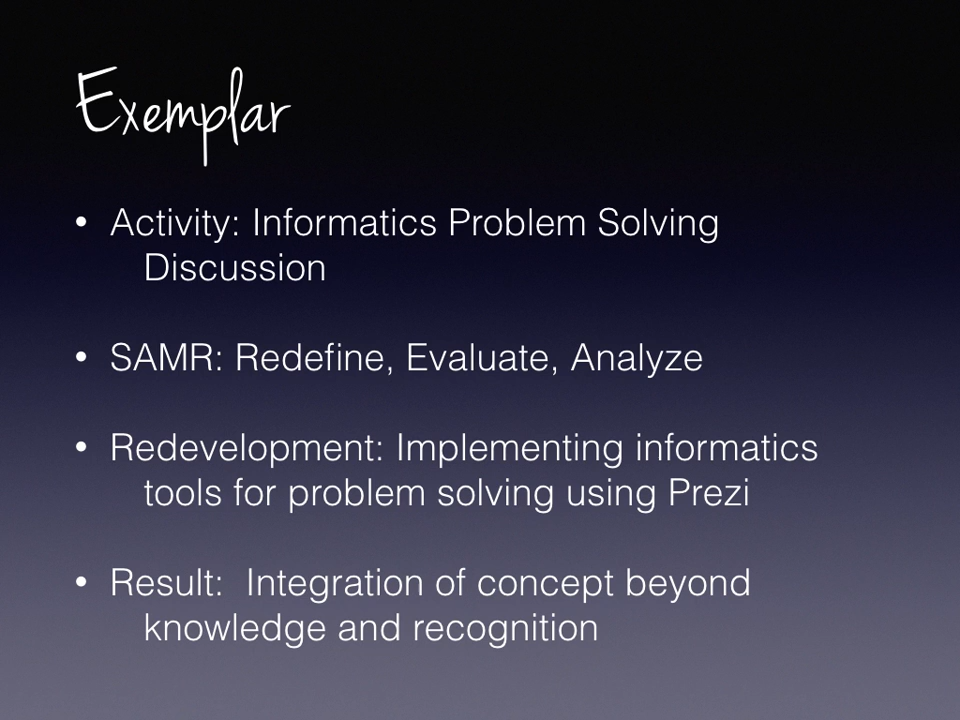 Exemplar
• Activity: Informatics Problem Solving
Discussion
• SAMR: Redefine, Evaluate, Analyze
• Redevelopment: Implementing informatics
tools for problem solving using Prezi
• Result:  Integration of concept beyond
knowledge and recognition